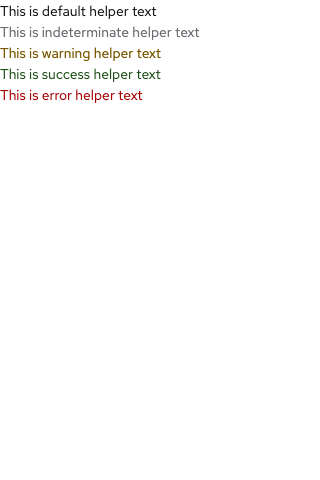 This is default helper text
This is indeterminate helper text
This is warning helper text
This is success helper text
This is error helper text